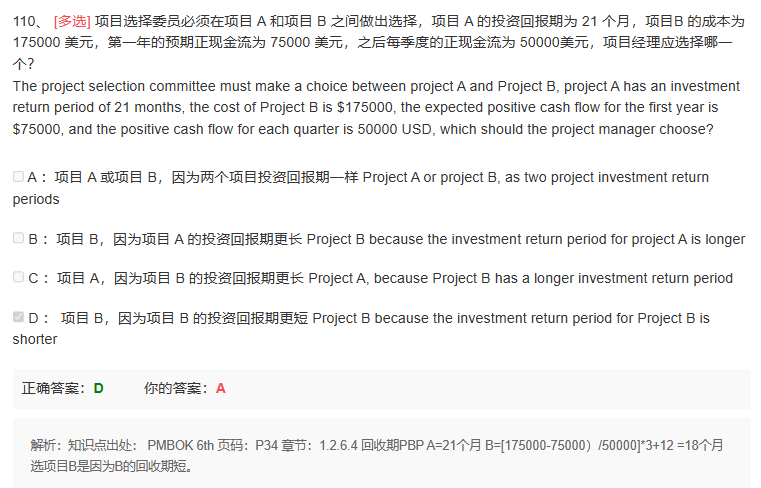 110、 [多选] 项目选择委员必须在项目 A 和项目 B 之间做出选择，项目 A 的投资回报期为 21 个月，项目B 的成本为
175000 美元，第一年的预期正现金流为 75000 美元，之后每季度的正现金流为 50000美元，项目经理应选择哪一
个？
The project selection committee must make a choice between project A and Project B, project A has an investment
return period of 21 months, the cost of Project B is $175000, the expected positive cash flow for the first year is
$75000, and the positive cash flow for each quarter is 50000 USD, which should the project manager choose?
A： 项目 A 或项目 B，因为两个项目投资回报期一样 Project A or project B, as two project investment return
periods
B： 项目 B，因为项目 A 的投资回报期更长 Project B because the investment return period for project A is longer
C： 项目 A，因为项目 B 的投资回报期更长 Project A, because Project B has a longer investment return period
D： 项目 B，因为项目 B 的投资回报期更短 Project B because the investment return period for Project B is
shorter
正确答案：D 你的答案：A
解析：知识点出处： PMBOK 6th 页码：P34 章节：1.2.6.4 回收期PBP A=21个月 B=[175000-75000）/50000]*3+12 =18个月
选项目B是因为B的回收期短。